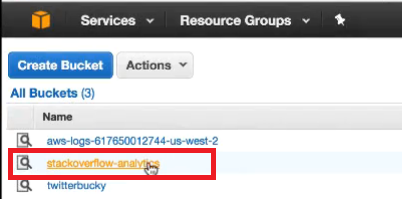 Services Resource Groups
Create Bucket Actions
All Buckets (3)
Name
aws-logs-617650012744-us-west-2
stackoverflow-analytics
twitterbucky